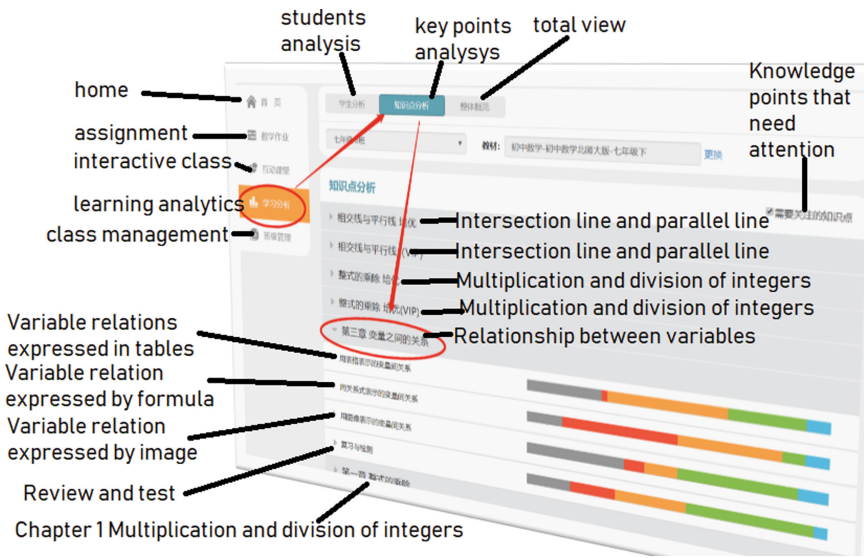 students
analysis
key points
analysys
total view
home
assignment
interactive class
learning analytics
class management
Knowledge
points that
need
attention
首 页
教学作业
互动课堂
学习分析
班级管理
学生分析
知识点分析
整体概览
教材:
初中数学-初中数学北师大版-七年级下
更换
知识点分析
需要关注的知识点
相交线与平行线 培优
Intersection line and parallel line
相交线与平行线 (VIP)
Intersection line and parallel line
整式的乘除 培优
Multiplication and division of integers
整式的乘除 培优(VIP)
Multiplication and division of integers
第三章 变量之间的关系
Relationship between variables
Variable relations
expressed in tables
用表格表示的变量间关系
Variable relation
expressed by formula
用关系式表示的变量间关系
Variable relation
expressed by image
用图像表示的变量间关系
Review and test
复习与检测
Chapter 1 Multiplication and division of integers
第一章 整式的乘除